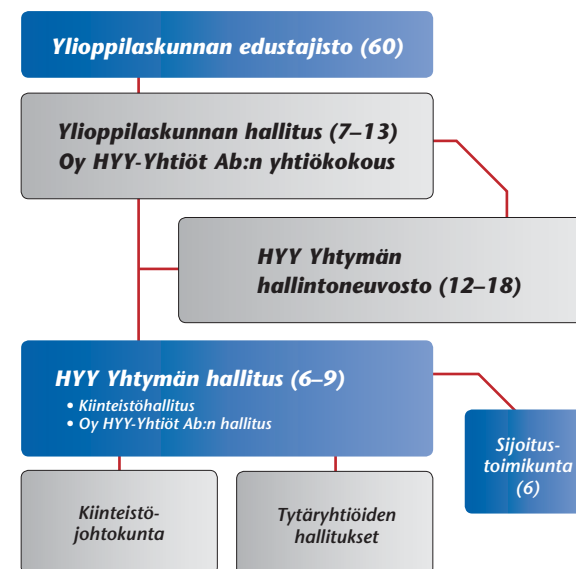 Ylioppilaskunnan edustajisto (60)
Ylioppilaskunnan hallitus (7–13)
Oy HYY-Yhtiöt Ab:n yhtiökokous
HYY Yhtymän
hallintoneuvosto (12–18)
HYY Yhtymän hallitus (6–9)
• Kiinteistöhallitus
• Oy HYY-Yhtiöt Ab:n hallitus
Sijoitus-
toimikunta
(6)
Kiinteistö-
johtokunta
Tytäryhtiöiden
hallitukset